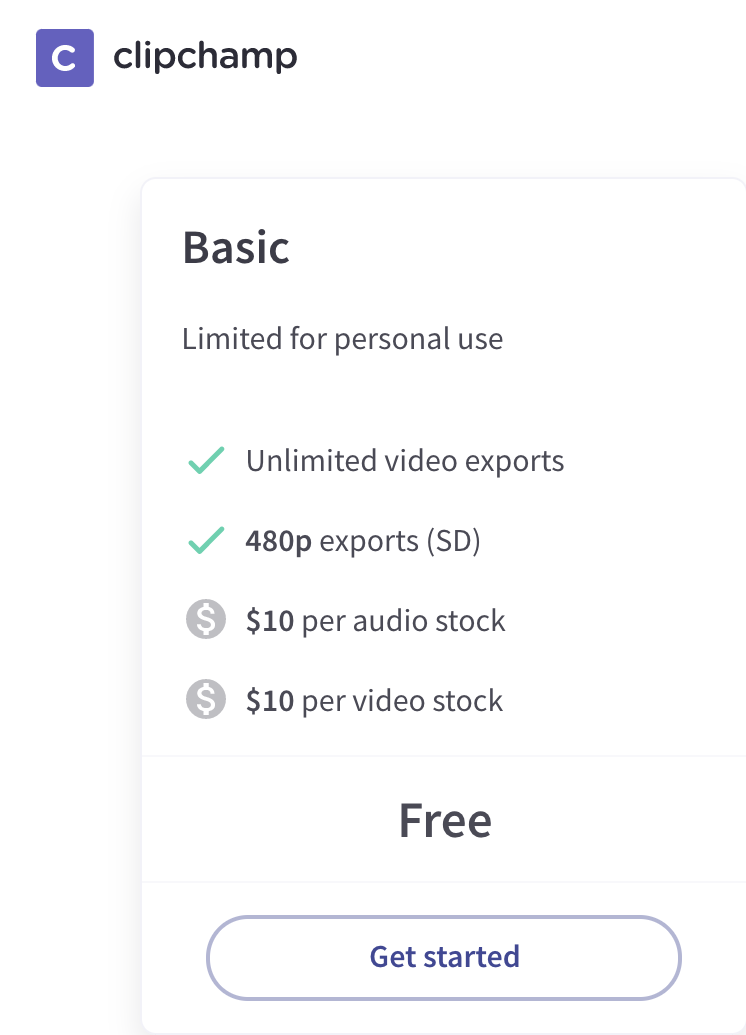 C clipchamp
Basic
Limited for personal use
Unlimited video exports
480p exports (SD)
$ $10 per audio stock
$ $10 per video stock
Free
Get started